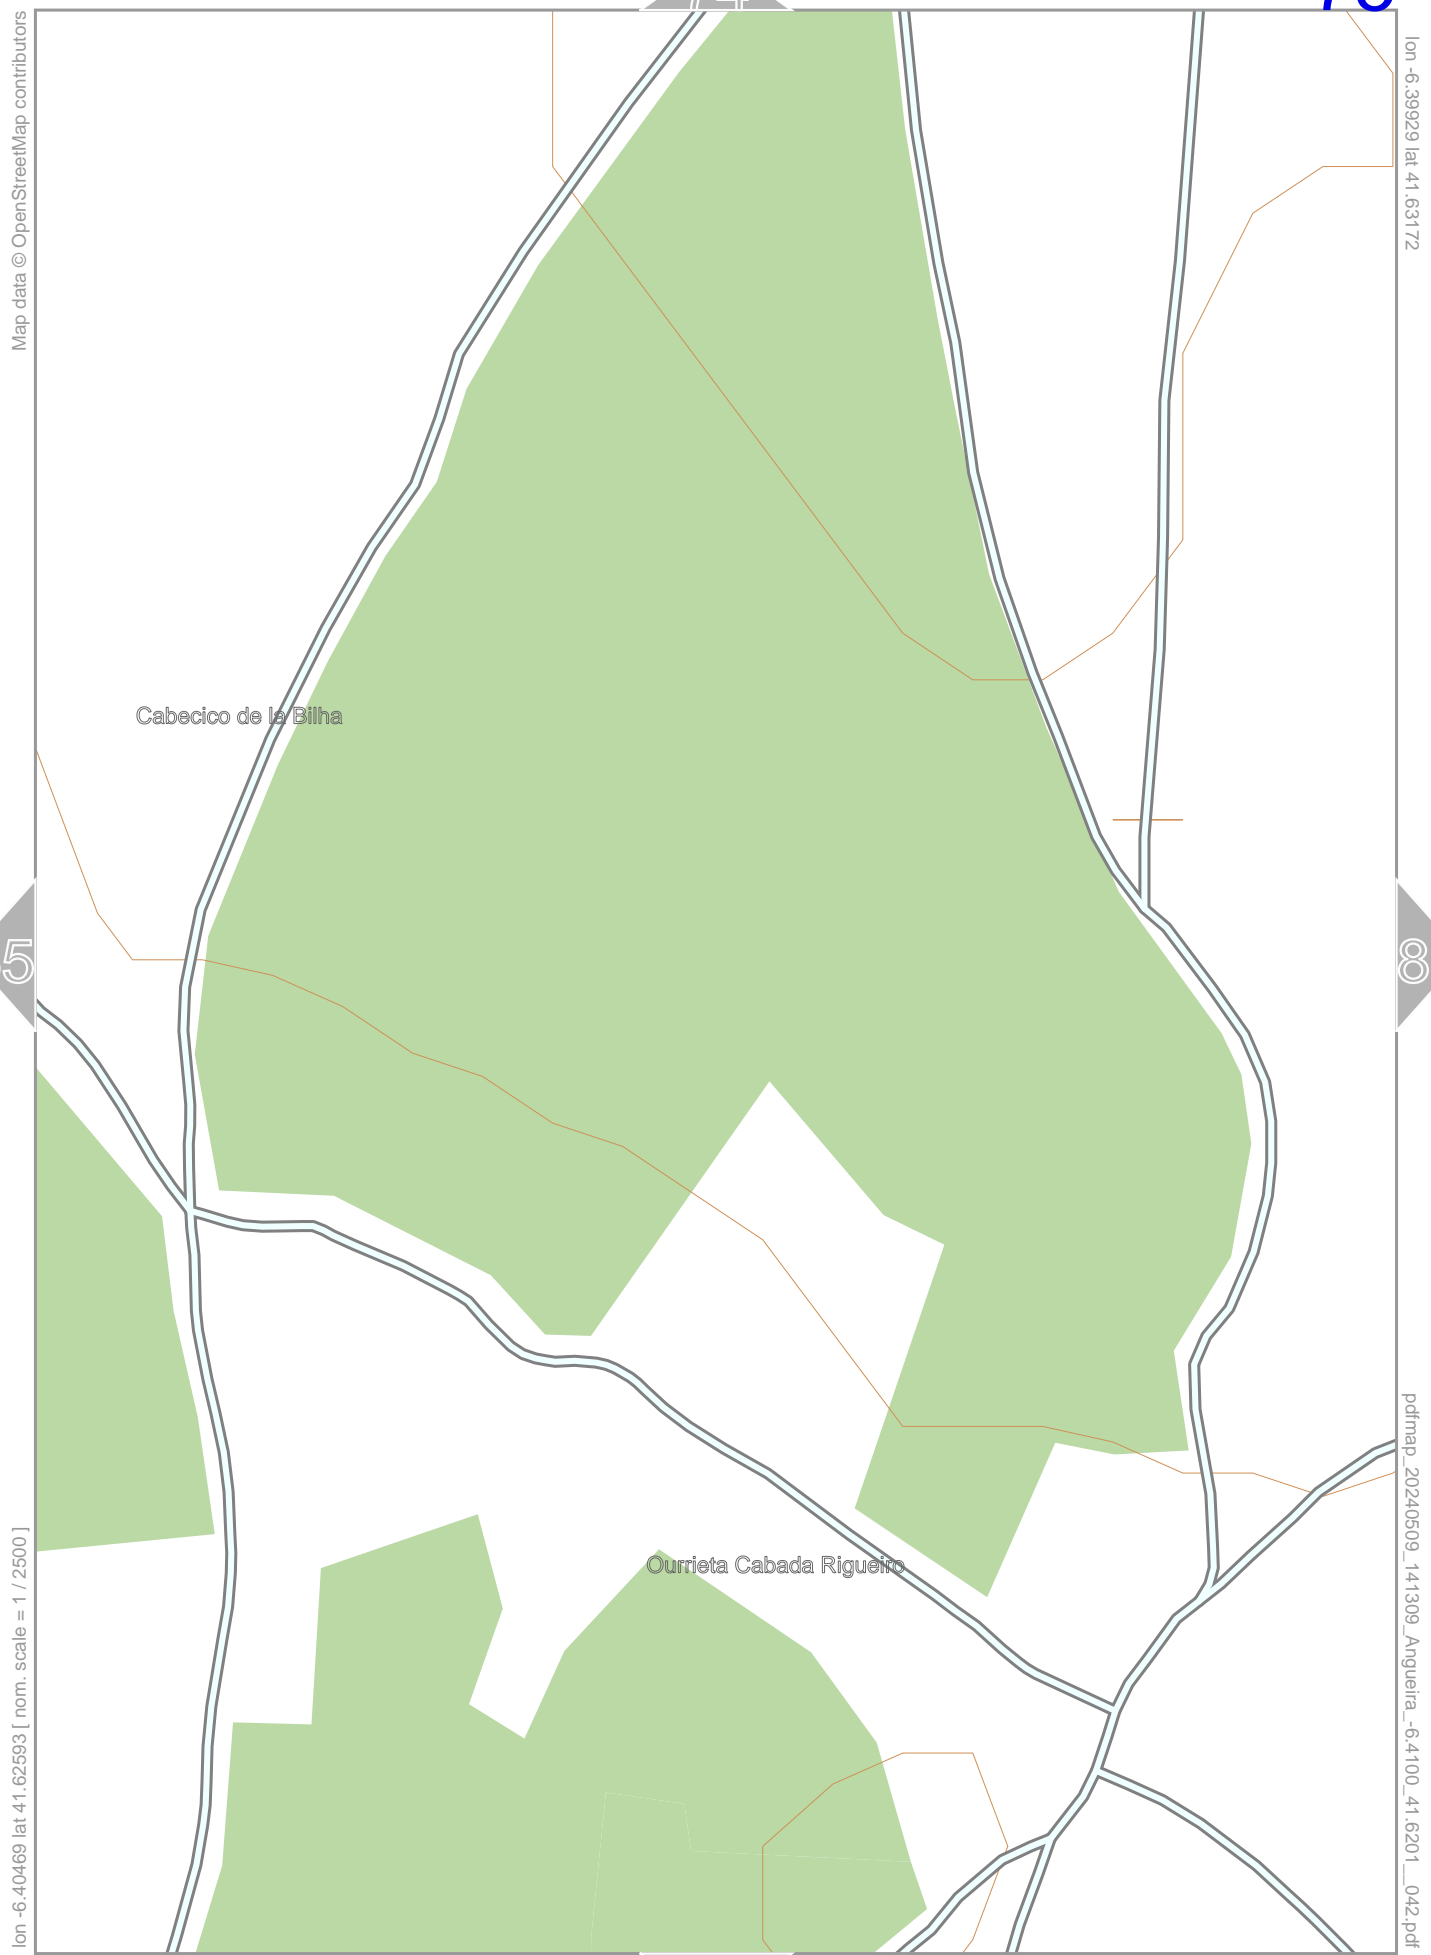 Map data © OpenStreetMap contributors
lon -6.39929 lat 41.63172
Cabecico de la Bilha
5
8
Ourrieta Cabada Rigueiro
lon -6.40469 lat 41.62593 [ nom. scale = 1 / 2500 ]
pdfmap_20240509_141309_Angueira_-6.4100_41.6201__042.pdf